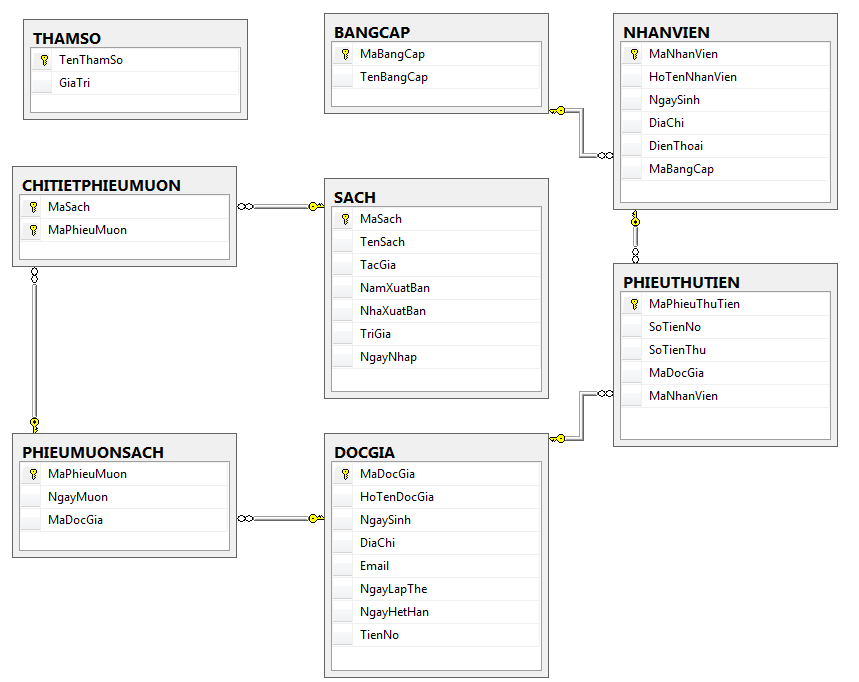 THAMSO
TenThamSo
GiaTri
BANGCAP
MaBangCap
TenBangCap
NHANVIEN
MaNhanVien
HoTenNhanVien
NgaySinh
DiaChi
DienThoai
MaBangCap
CHITIETPHIEUMUON
MaSach
MaPhieuMuon
SACH
MaSach
TenSach
TacGia
NamXuatBan
NhaXuatBan
TriGia
NgayNhap
PHIEUTHUTIEN
MaPhieuThuTien
SoTienNo
SoTienThu
MaDocGia
MaNhanVien
PHIEUMUONSACH
MaPhieuMuon
NgayMuon
MaDocGia
DOCGIA
MaDocGia
HoTenDocGia
NgaySinh
DiaChi
Email
NgayLapThe
NgayHetHan
TienNo